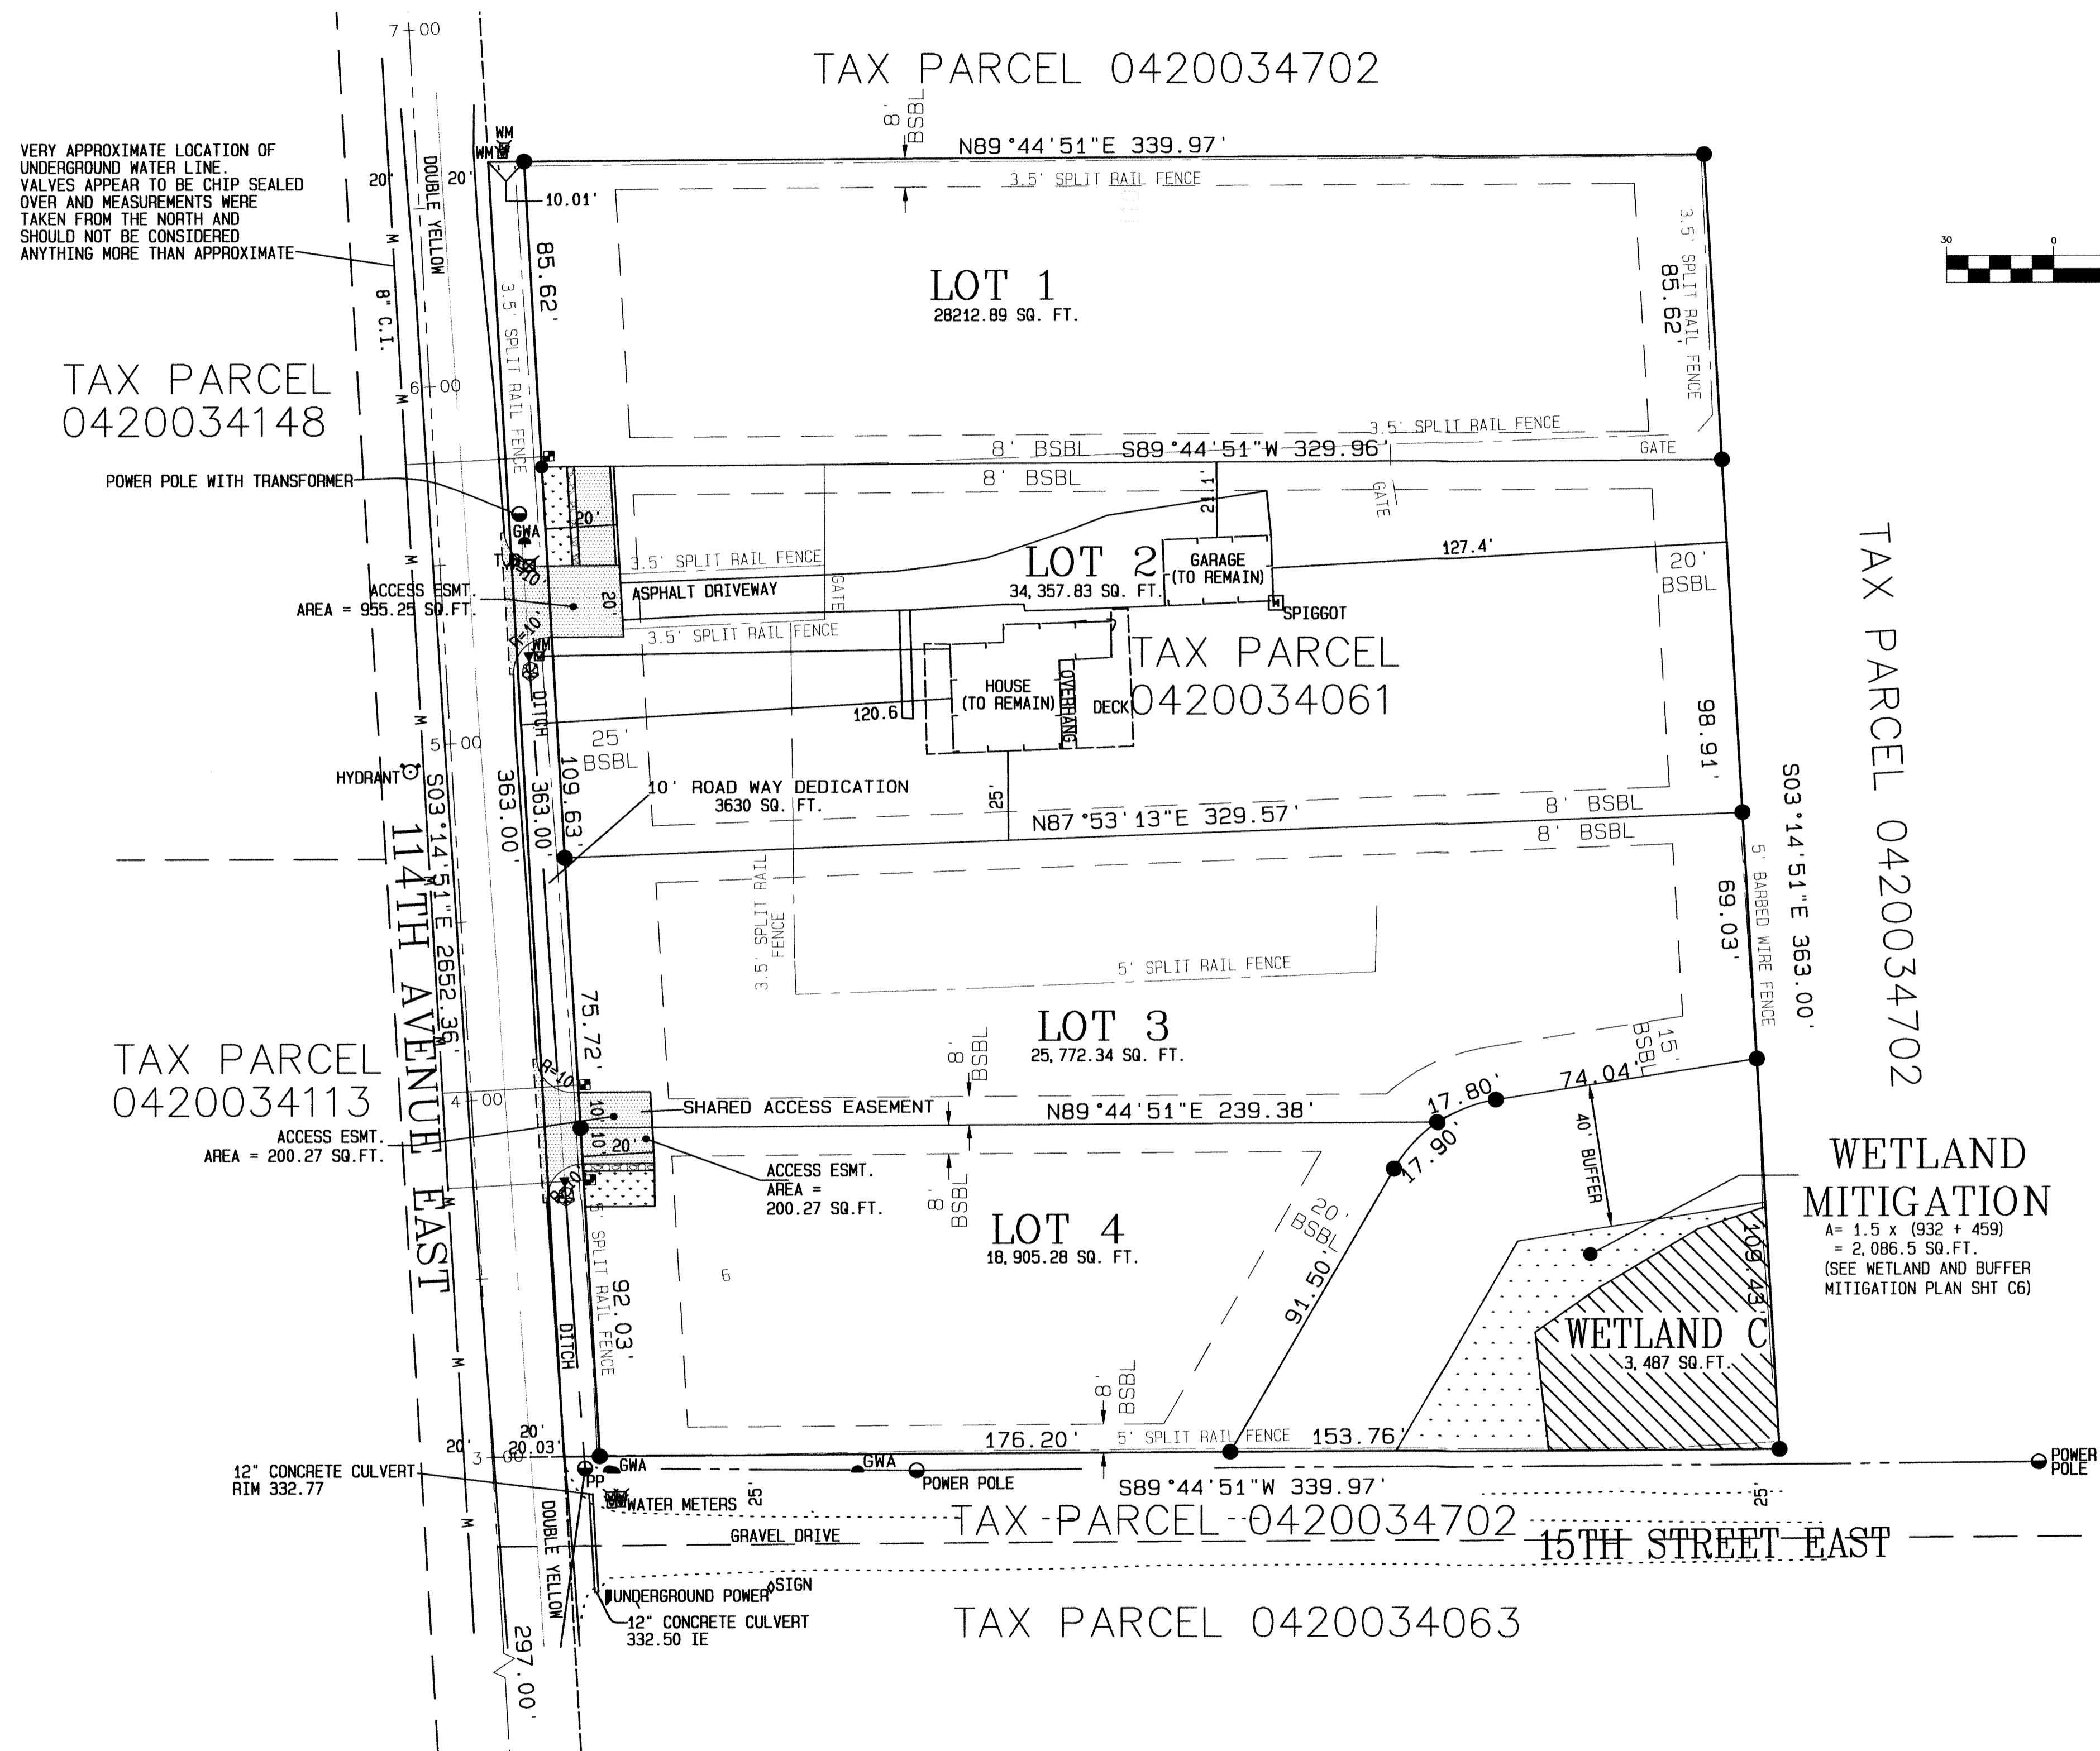 7+00
TAX PARCEL 0420034702
8'
BSBL
N89°44'51"E 339.97'
3.5' SPLIT RAIL FENCE
WM
WM
VERY APPROXIMATE LOCATION OF
UNDERGROUND WATER LINE.
VALVES APPEAR TO BE CHIP SEALED
OVER AND MEASUREMENTS WERE
TAKEN FROM THE NORTH AND
SHOULD NOT BE CONSIDERED
ANYTHING MORE THAN APPROXIMATE
20'
DOUBLE YELLOW
20'
10.01'
85.62'
3.5' SPLIT RAIL FENCE
8" C.I.
LOT 1
28212.89 SQ. FT.
3.5' SPLIT RAIL FENCE
85.62'
30
0
TAX PARCEL
0420034148
6+00
POWER POLE WITH TRANSFORMER
3.5' SPLIT RAIL FENCE
8' BSBL
S89°44'51"W 329.96'
GATE
8' BSBL
GATE
21.1'
20'
GWA
3.5' SPLIT RAIL FENCE
R=10'
ACCESS ESMT.
AREA = 955.25 SQ.FT.
20'
ASPHALT DRIVEWAY
GATE
LOT 2
34,357.83 SQ. FT.
GARAGE
(TO REMAIN)
127.4'
20'
BSBL
SPIGGOT
R=10'
3.5' SPLIT RAIL FENCE
WM
TAX PARCEL
0420034061
HOUSE
(TO REMAIN)
OVERHANG
DECK
DITCH
120.6
25'
BSBL
98.91'
TAX PARCEL 0420034702
5+00
HYDRANT
363.00'
363.00'
109.63'
10' ROAD WAY DEDICATION
3630 SQ. FT.
25'
N87°53'13"E 329.57'
8' BSBL
8' BSBL
S03°14'51"E 363.00'
S03°14'51"E 2652.36'
114TH AVENUE EAST
3.5' SPLIT RAIL
FENCE
5' BARBED WIRE FENCE
69.03'
5' SPLIT RAIL FENCE
75.72'
LOT 3
25,772.34 SQ. FT.
8'
BSBL
15'
BSBL
TAX PARCEL
0420034113
R=10
4+00
10'
10'
20'
SHARED ACCESS EASEMENT
N89°44'51"E 239.38'
17.80'
74.04'
17.90'
40' BUFFER
ACCESS ESMT.
AREA = 200.27 SQ.FT.
ACCESS ESMT.
AREA =
200.27 SQ.FT.
8'
BSBL
20'
BSBL
WETLAND
MITIGATION
A= 1.5 x (932 + 459)
= 2,086.5 SQ.FT.
(SEE WETLAND AND BUFFER
MITIGATION PLAN SHT C6)
LOT 4
18,905.28 SQ. FT.
5' SPLIT RAIL FENCE
6
91.50'
109.43'
92.03'
DITCH
WETLAND C
3,487 SQ.FT.
8'
BSBL
176.20'
5' SPLIT RAIL FENCE
153.76'
20'
20'
20.03'
3+00
12" CONCRETE CULVERT
RIM 332.77
PP
GWA
GWA
POWER POLE
POWER
POLE
S89°44'51"W 339.97'
WATER METERS
25'
25'
TAX PARCEL 0420034702
GRAVEL DRIVE
15TH STREET EAST
DOUBLE YELLOW
SIGN
UNDERGROUND POWER
12" CONCRETE CULVERT
332.50 IE
TAX PARCEL 0420034063
297.00'